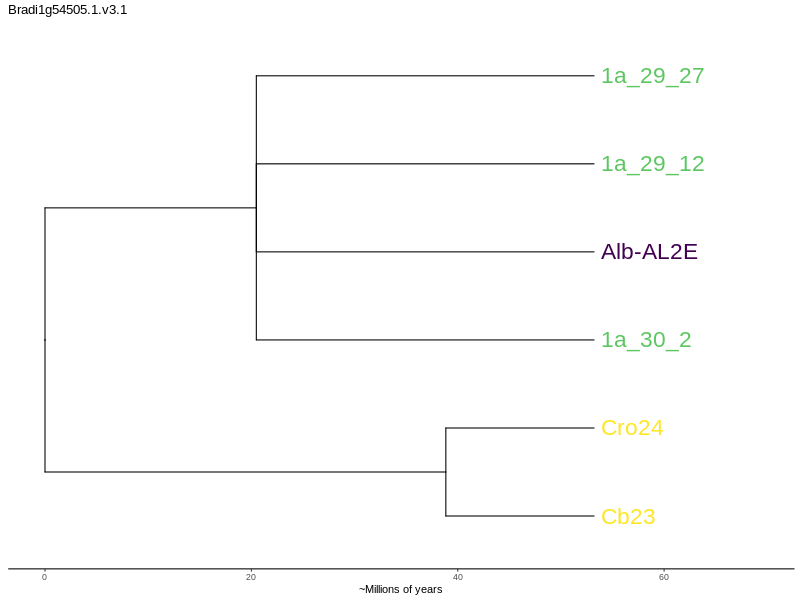 Bradi1g54505.1.v3.1
1a_29_27
1a_29_12
Alb-AL2E
1a_30_2
Cro24
Cb23
0 20 40 60
~Millions of years